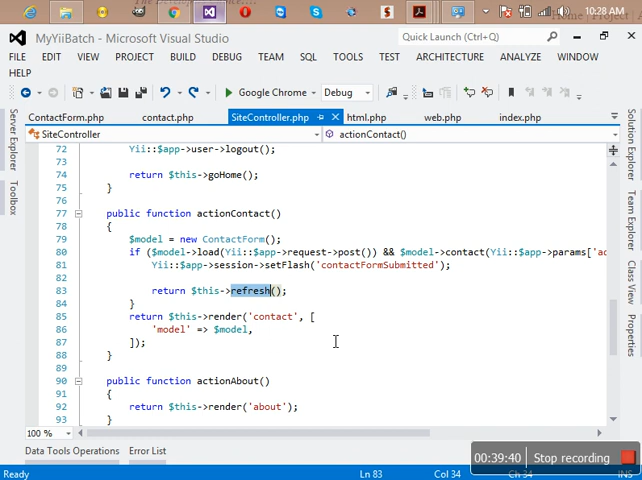 10:28 AM
MyYiiBatch - Microsoft Visual Studio
Quick Launch (Ctrl+Q)
FILE EDIT VIEW PROJECT BUILD DEBUG TEAM SQL TOOLS TEST ARCHITECTURE ANALYZE WINDOW
HELP
Google Chrome Debug
ContactForm.php contact.php SiteController.php html.php web.php index.php
SiteController actionContact()
72 Yii::$app->user->logout();
73
74 return $this->goHome();
75 }
76
77 public function actionContact()
78 {
79 $model = new ContactForm();
80 if ($model->load(Yii::$app->request->post()) && $model->contact(Yii::$app->params['ad
81 Yii::$app->session->setFlash('contactFormSubmitted');
82
83 return $this->refresh();
84 }
85 return $this->render('contact', [
86 'model' => $model,
87 ]);
88 }
89
90 public function actionAbout()
91 {
92 return $this->render('about');
93 }
100 %
Server Explorer
Toolbox
Solution Explorer
Team Explorer
Class View
Properties
Data Tools Operations Error List
00:39:40 Stop recording
Ready Ln 83 Col 34 Ch 34 INS